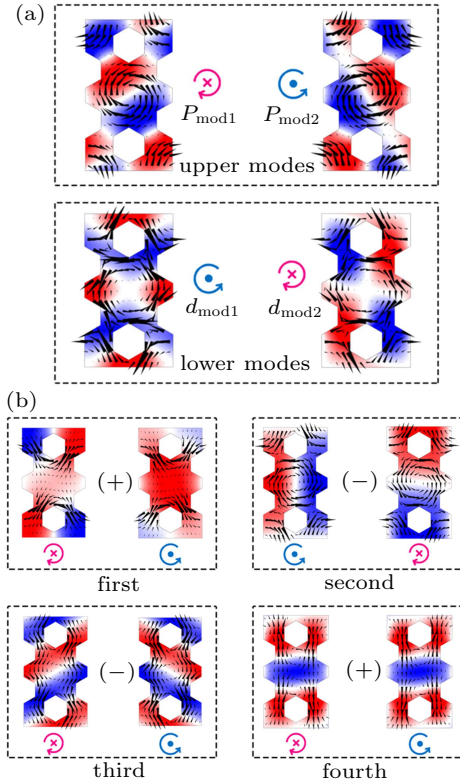 (a)
P_mod1 P_mod2
upper modes
d_mod1 d_mod2
lower modes
(b)
(+) (−)
first second
(−) (+)
third fourth